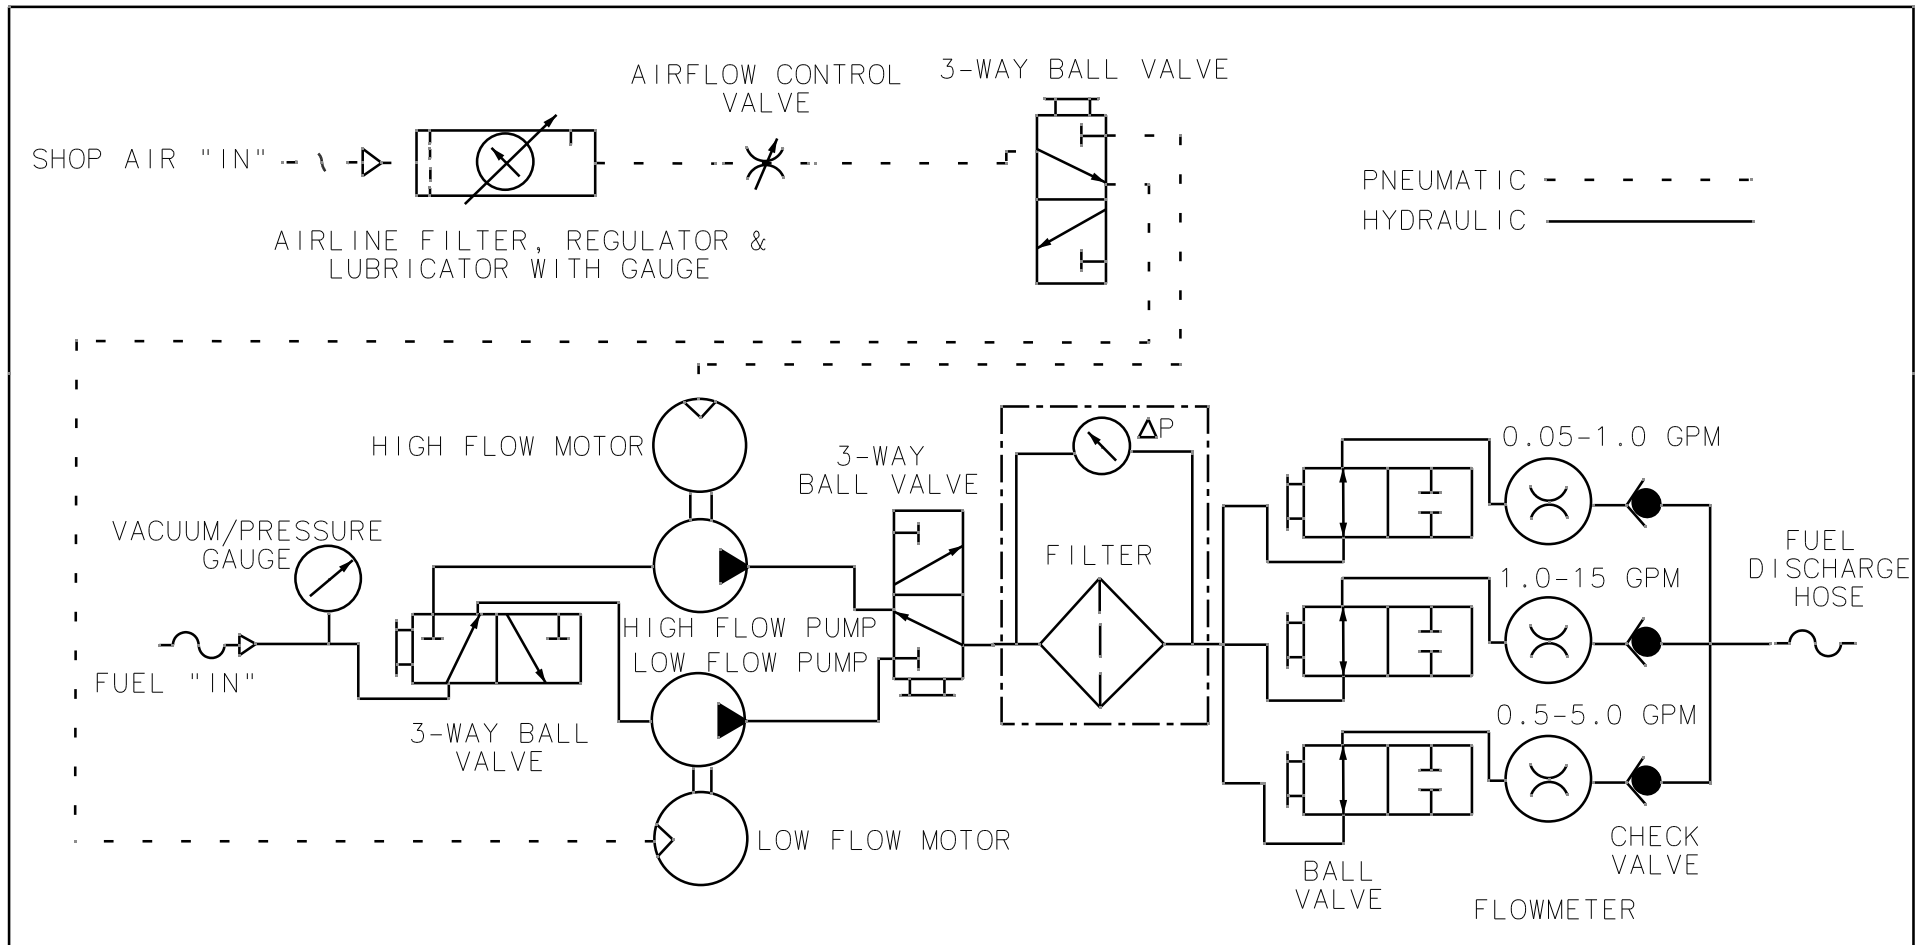 AIRFLOW CONTROL
VALVE
3-WAY BALL VALVE
SHOP AIR "IN"
AIRLINE FILTER, REGULATOR &
LUBRICATOR WITH GAUGE
PNEUMATIC
HYDRAULIC
HIGH FLOW MOTOR
3-WAY
BALL VALVE
ΔP
0.05-1.0 GPM
VACUUM/PRESSURE
GAUGE
FILTER
FUEL
DISCHARGE
HOSE
1.0-15 GPM
HIGH FLOW PUMP
LOW FLOW PUMP
FUEL "IN"
0.5-5.0 GPM
3-WAY BALL
VALVE
LOW FLOW MOTOR
CHECK
VALVE
BALL
VALVE
FLOWMETER